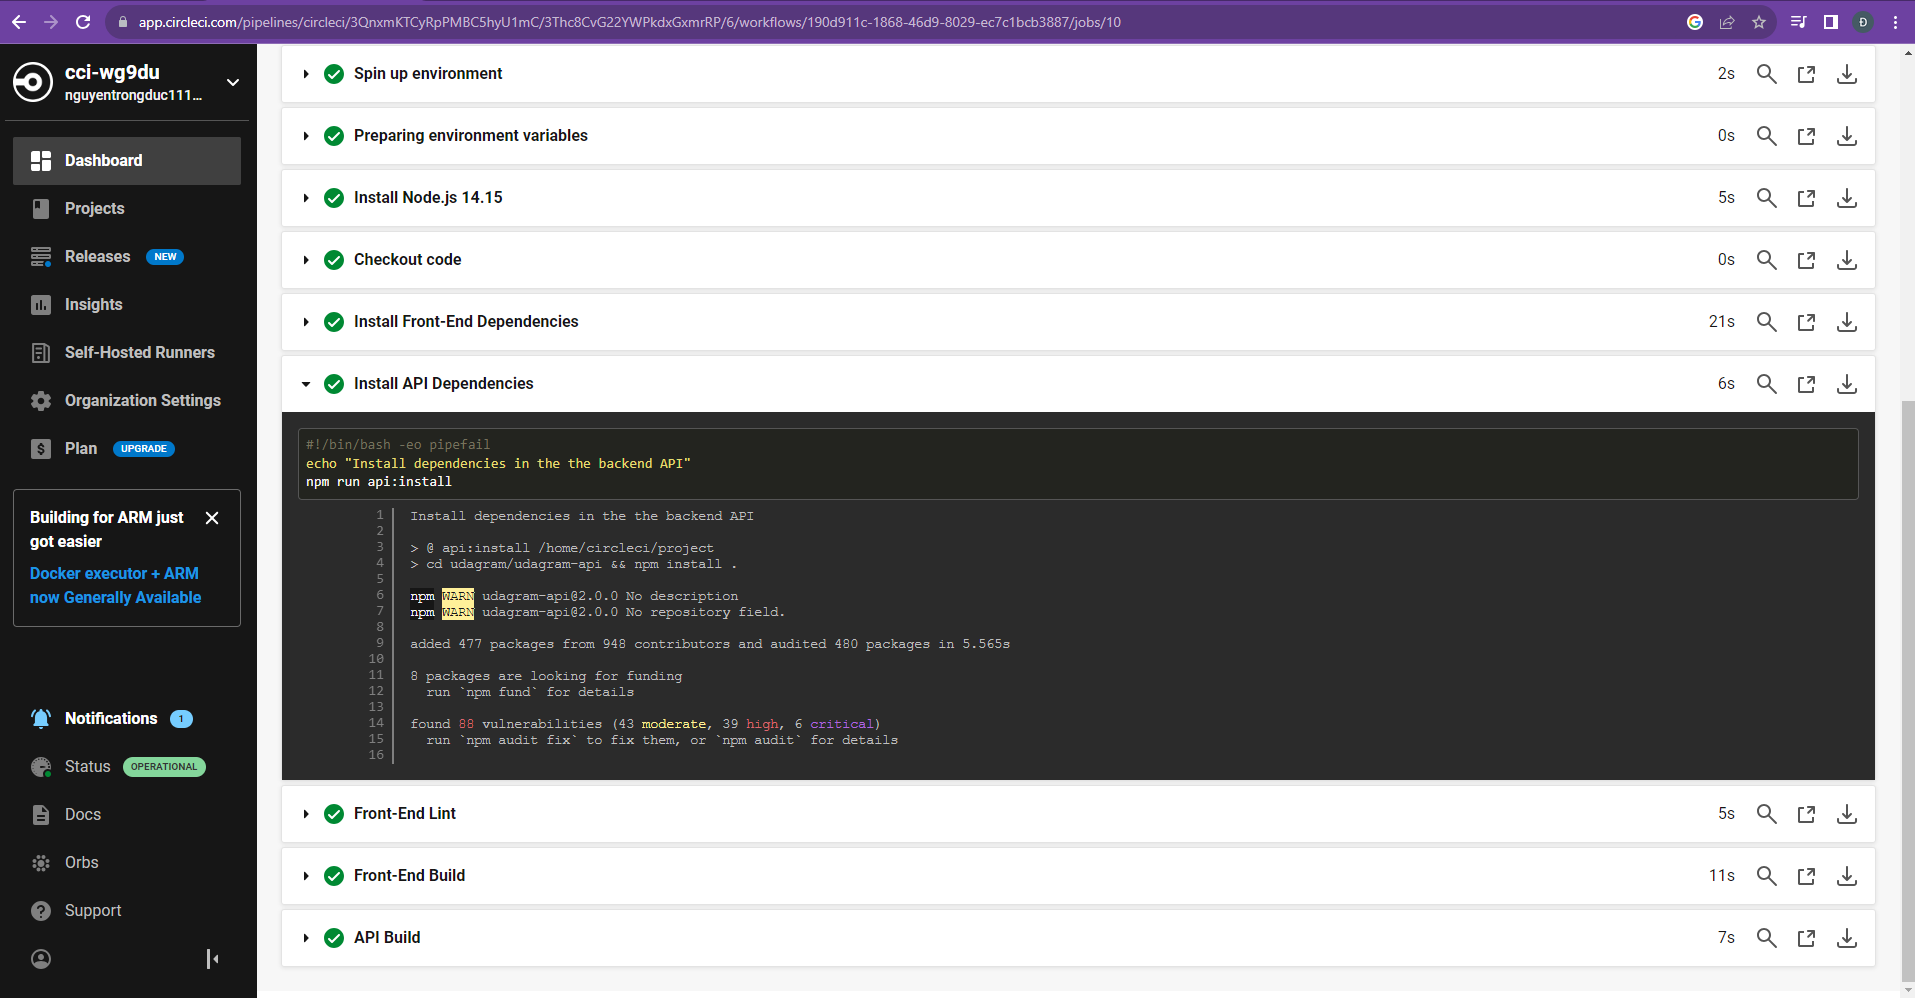 app.circleci.com/pipelines/circleci/3QnxmKTCyRpPMBC5hyU1mC/3Thc8CvG22YWPkdxGxmrRP/6/workflows/190d911c-1868-46d9-8029-ec7c1bcb3887/jobs/10
Đ
cci-wg9du
nguyentrongduc111...
Dashboard
Projects
Releases NEW
Insights
Self-Hosted Runners
Organization Settings
Plan UPGRADE
Building for ARM just
got easier
Docker executor + ARM
now Generally Available
Notifications 1
Status OPERATIONAL
Docs
Orbs
Support
Spin up environment 2s
Preparing environment variables 0s
Install Node.js 14.15 5s
Checkout code 0s
Install Front-End Dependencies 21s
Install API Dependencies 6s
#!/bin/bash -eo pipefail
echo "Install dependencies in the the backend API"
npm run api:install
1 Install dependencies in the the backend API
2
3 > @ api:install /home/circleci/project
4 > cd udagram/udagram-api && npm install .
5
6 npm WARN udagram-api@2.0.0 No description
7 npm WARN udagram-api@2.0.0 No repository field.
8
9 added 477 packages from 948 contributors and audited 480 packages in 5.565s
10
11 8 packages are looking for funding
12 run `npm fund` for details
13
14 found 88 vulnerabilities (43 moderate, 39 high, 6 critical)
15 run `npm audit fix` to fix them, or `npm audit` for details
16
Front-End Lint 5s
Front-End Build 11s
API Build 7s